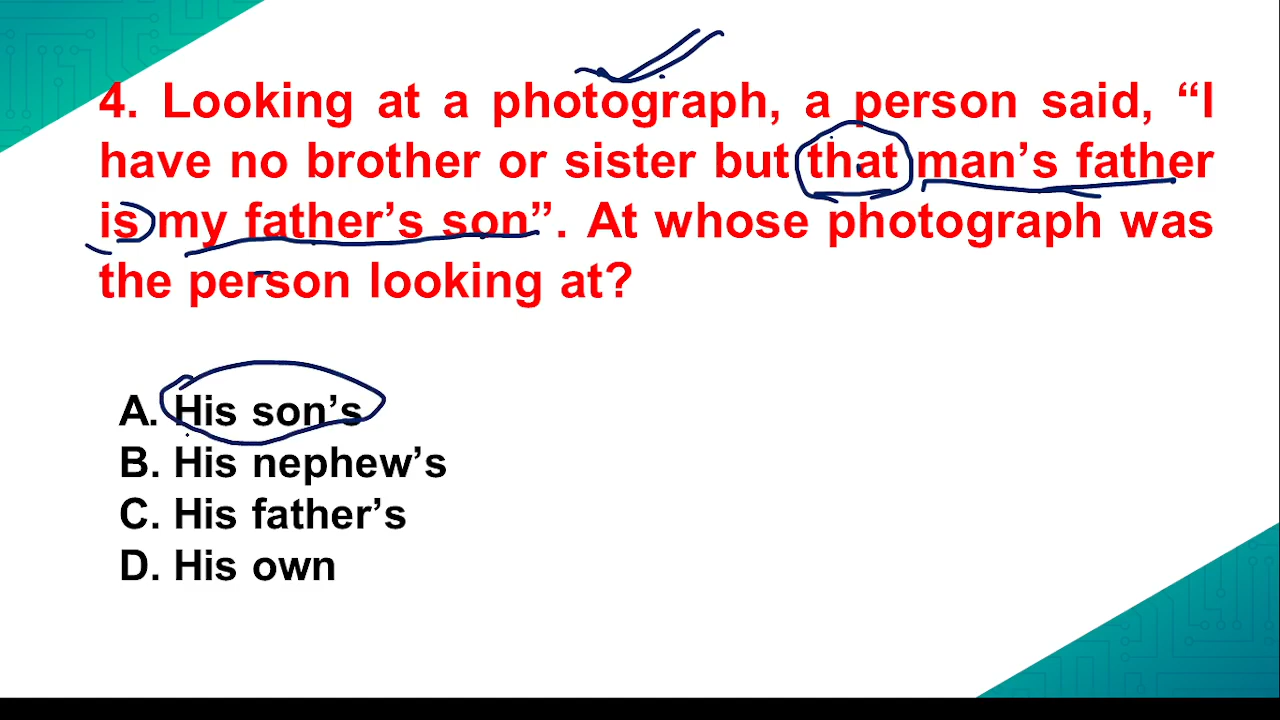 4. Looking at a photograph, a person said, “I
have no brother or sister but that man’s father
is my father’s son”. At whose photograph was
the person looking at?
A. His son’s
B. His nephew’s
C. His father’s
D. His own